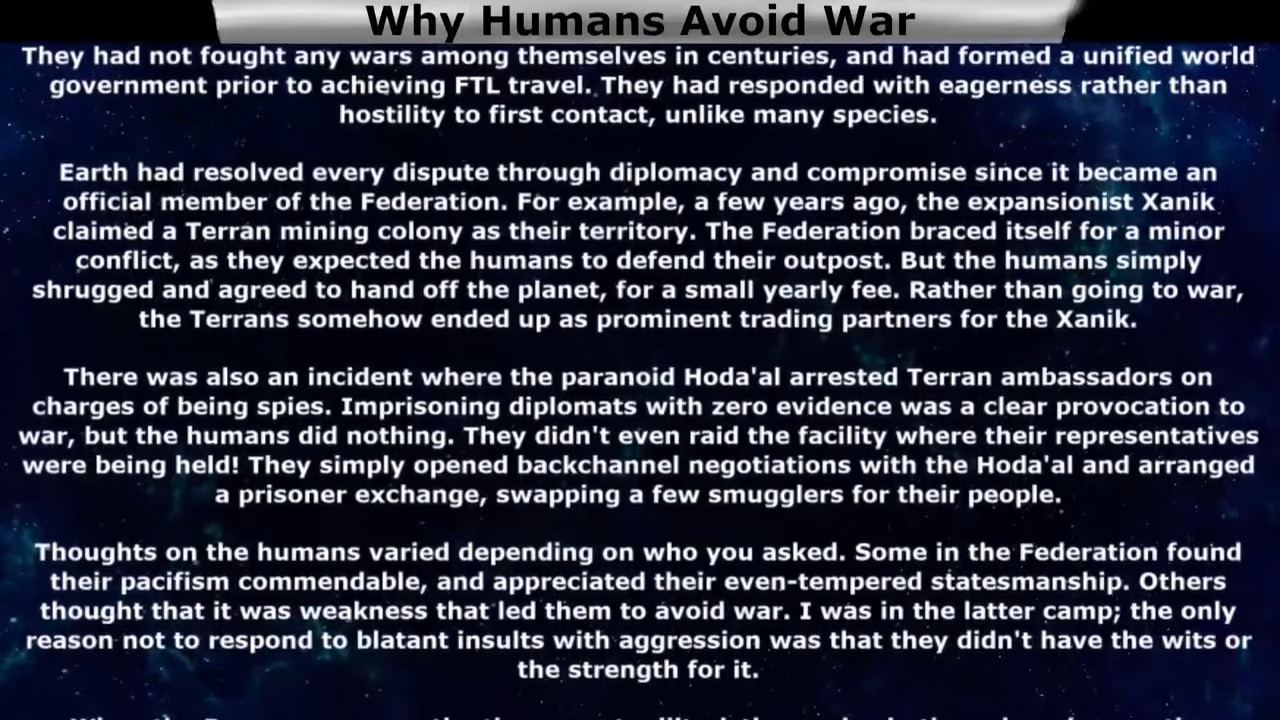 Why Humans Avoid War
They had not fought any wars among themselves in centuries, and had formed a unified world
government prior to achieving FTL travel. They had responded with eagerness rather than
hostility to first contact, unlike many species.
Earth had resolved every dispute through diplomacy and compromise since it became an
official member of the Federation. For example, a few years ago, the expansionist Xanik
claimed a Terran mining colony as their territory. The Federation braced itself for a minor
conflict, as they expected the humans to defend their outpost. But the humans simply
shrugged and agreed to hand off the planet, for a small yearly fee. Rather than going to war,
the Terrans somehow ended up as prominent trading partners for the Xanik.
There was also an incident where the paranoid Hoda'al arrested Terran ambassadors on
charges of being spies. Imprisoning diplomats with zero evidence was a clear provocation to
war, but the humans did nothing. They didn't even raid the facility where their representatives
were being held! They simply opened backchannel negotiations with the Hoda'al and arranged
a prisoner exchange, swapping a few smugglers for their people.
Thoughts on the humans varied depending on who you asked. Some in the Federation found
their pacifism commendable, and appreciated their even-tempered statesmanship. Others
thought that it was weakness that led them to avoid war. I was in the latter camp; the only
reason not to respond to blatant insults with aggression was that they didn't have the wits or
the strength for it.